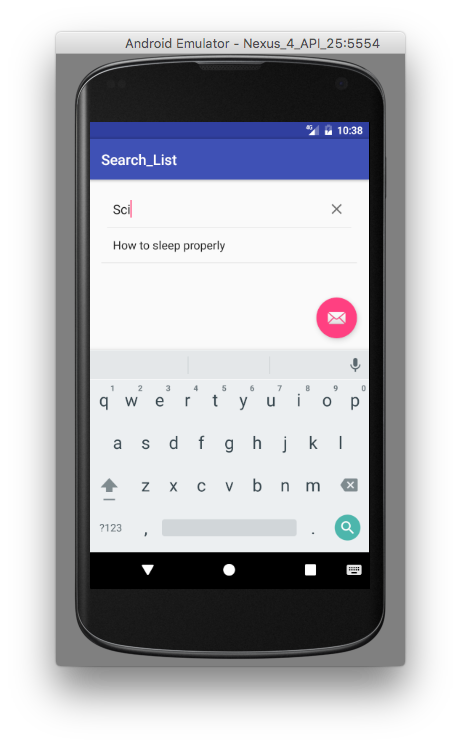 Android Emulator - Nexus_4_API_25:5554
4G 10:38
Search_List
Sci
How to sleep properly
1 2 3 4 5 6 7 8 9 0
q w e r t y u i o p
a s d f g h j k l
z x c v b n m
?123 , .